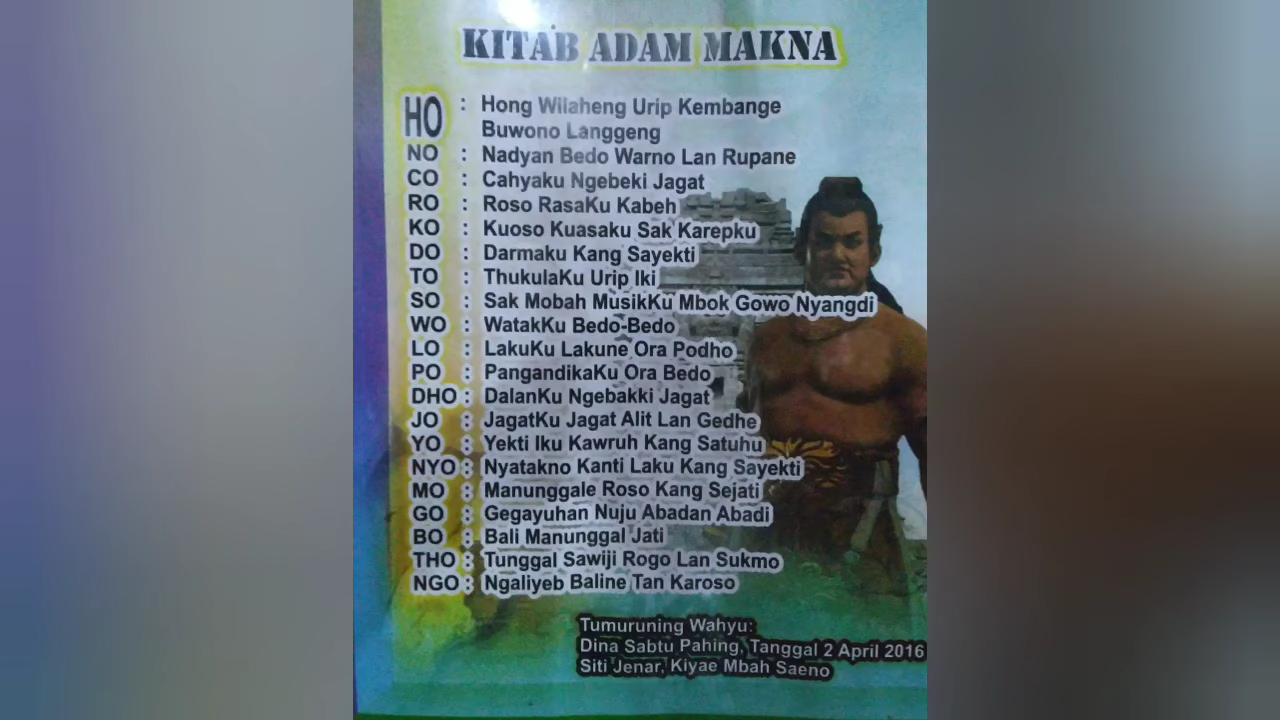 KITAB ADAM MAKNA
HO : Hong Wilaheng Urip Kembange
Buwono Langgeng
NO : Nadyan Bedo Warno Lan Rupane
CO : Cahyaku Ngebeki Jagat
RO : Roso RasaKu Kabeh
KO : Kuoso Kuasaku Sak Karepku
DO : Darmaku Kang Sayekti
TO : ThukulaKu Urip Iki
SO : Sak Mobah MusikKu Mbok Gowo Nyangdi
WO : WatakKu Bedo-Bedo
LO : LakuKu Lakune Ora Podho
PO : PangandikaKu Ora Bedo
DHO : DalanKu Ngebakki Jagat
JO : JagatKu Jagat Alit Lan Gedhe
YO : Yekti Iku Kawruh Kang Satuhu
NYO : Nyatakno Kanti Laku Kang Sayekti
MO : Manunggale Roso Kang Sejati
GO : Gegayuhan Nuju Abadan Abadi
BO : Bali Manunggal Jati
THO : Tunggal Sawiji Rogo Lan Sukmo
NGO : Ngaliyeb Baline Tan Karoso
Tumuruning Wahyu:
Dina Sabtu Pahing, Tanggal 2 April 2016
Siti Jenar, Kiyae Mbah Saeno